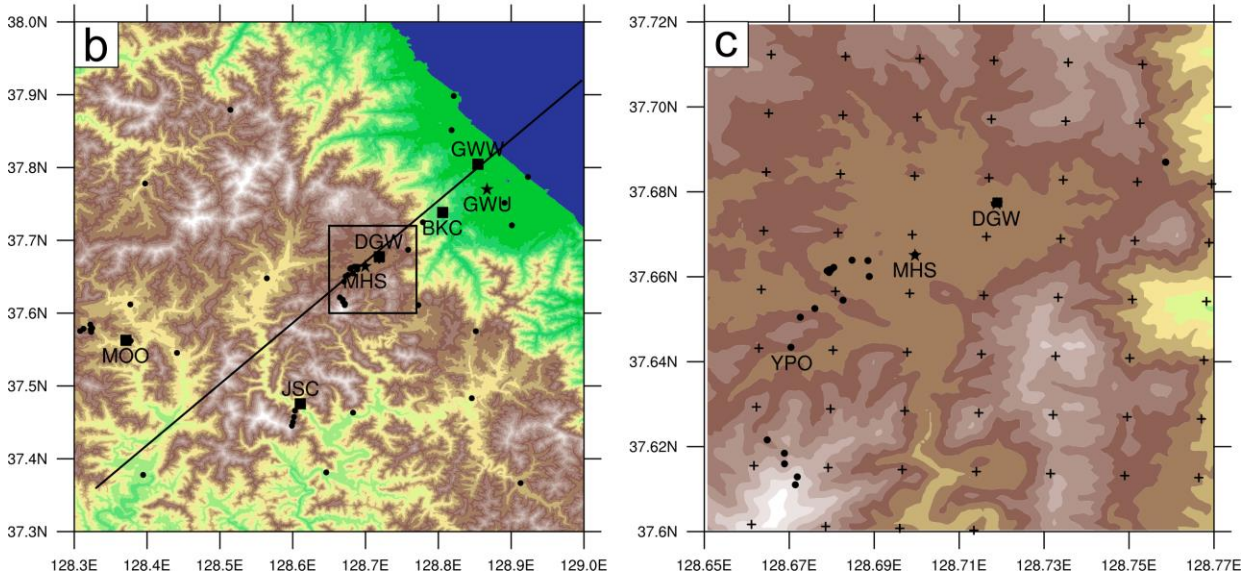 b
38.0N
37.9N
37.8N
37.7N
37.6N
37.5N
37.4N
37.3N
GWW
GWU
BKC
DGW
MHS
MOO
JSC
128.3E 128.4E 128.5E 128.6E 128.7E 128.8E 128.9E 129.0E
c
37.72N
37.70N
37.68N
37.66N
37.64N
37.62N
37.6N
DGW
MHS
YPO
128.65E 128.67E 128.69E 128.71E 128.73E 128.75E 128.77E